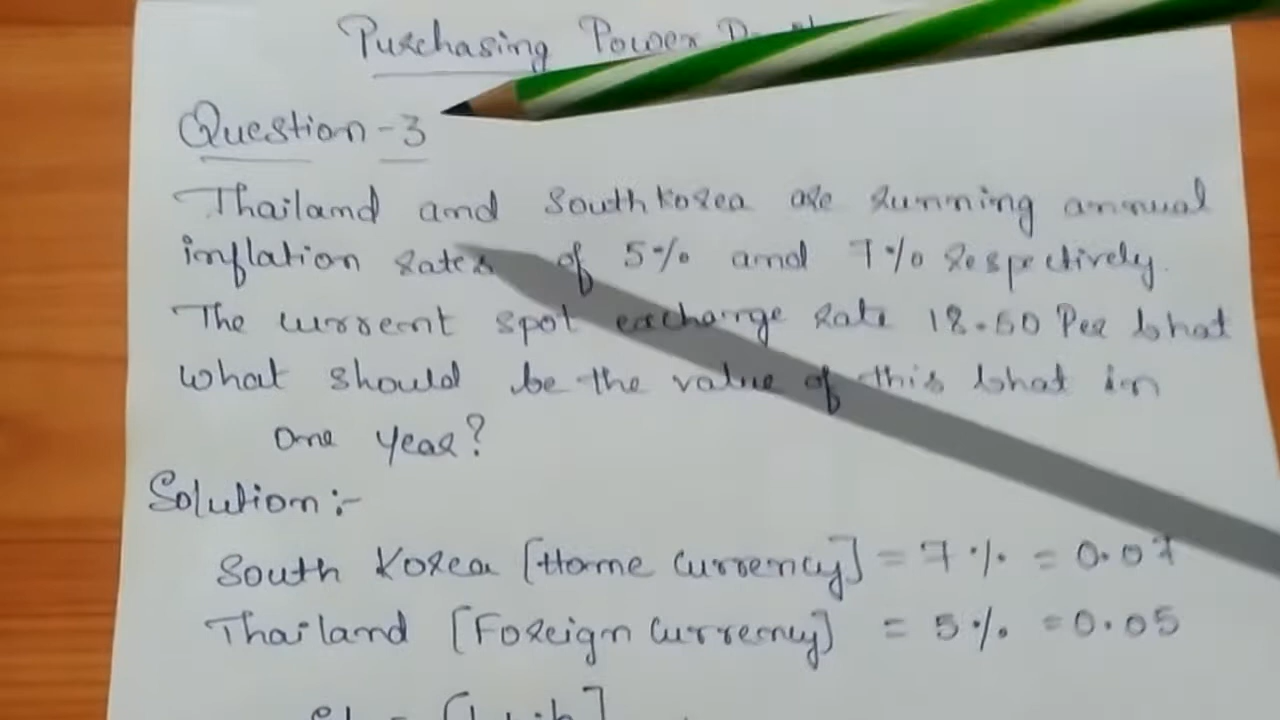 Purchasing Power
Question - 3
Thailand and South Korea are running annual
inflation rates of 5% and 7% respectively.
The current spot exchange rate 18.50 Per bhat
What should be the value of this bhat in
One year?
Solution:-
South Korea [Home Currency] = 7% = 0.07
Thailand [Foreign Currency] = 5% = 0.05